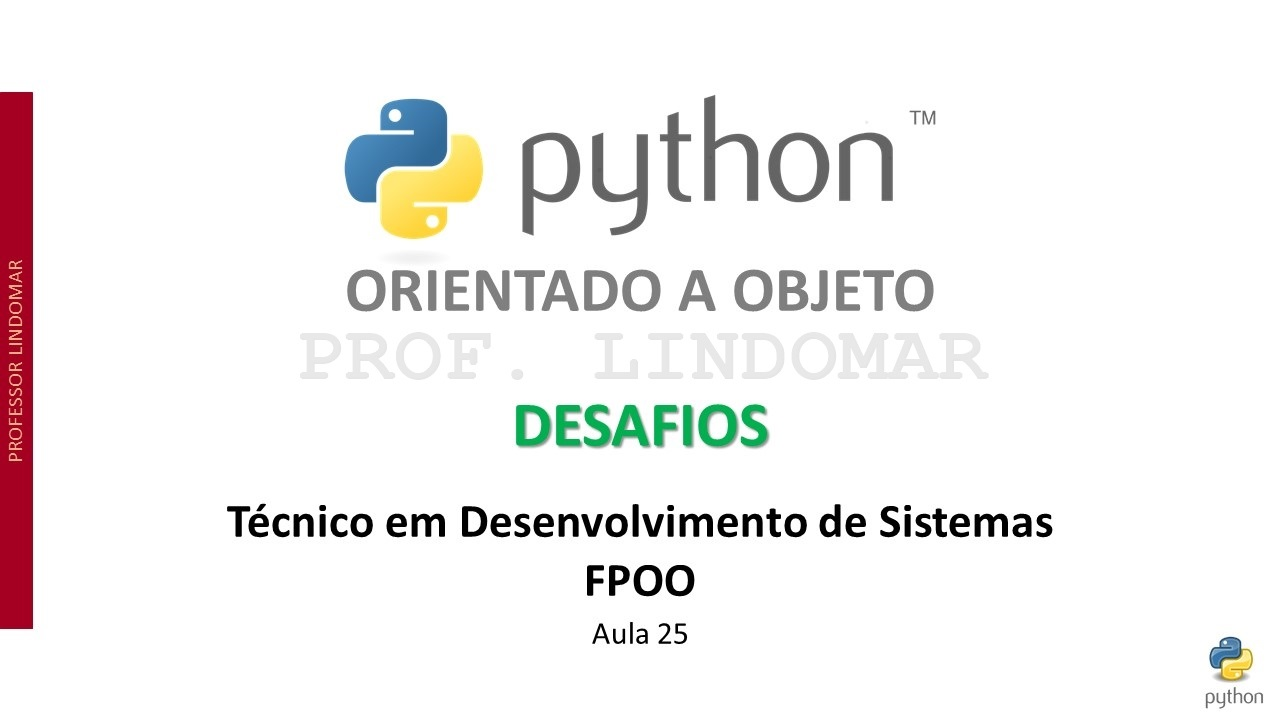 PROFESSOR LINDOMAR
python™
ORIENTADO A OBJETO
PROF. LINDOMAR
DESAFIOS
Técnico em Desenvolvimento de Sistemas
FPOO
Aula 25
python